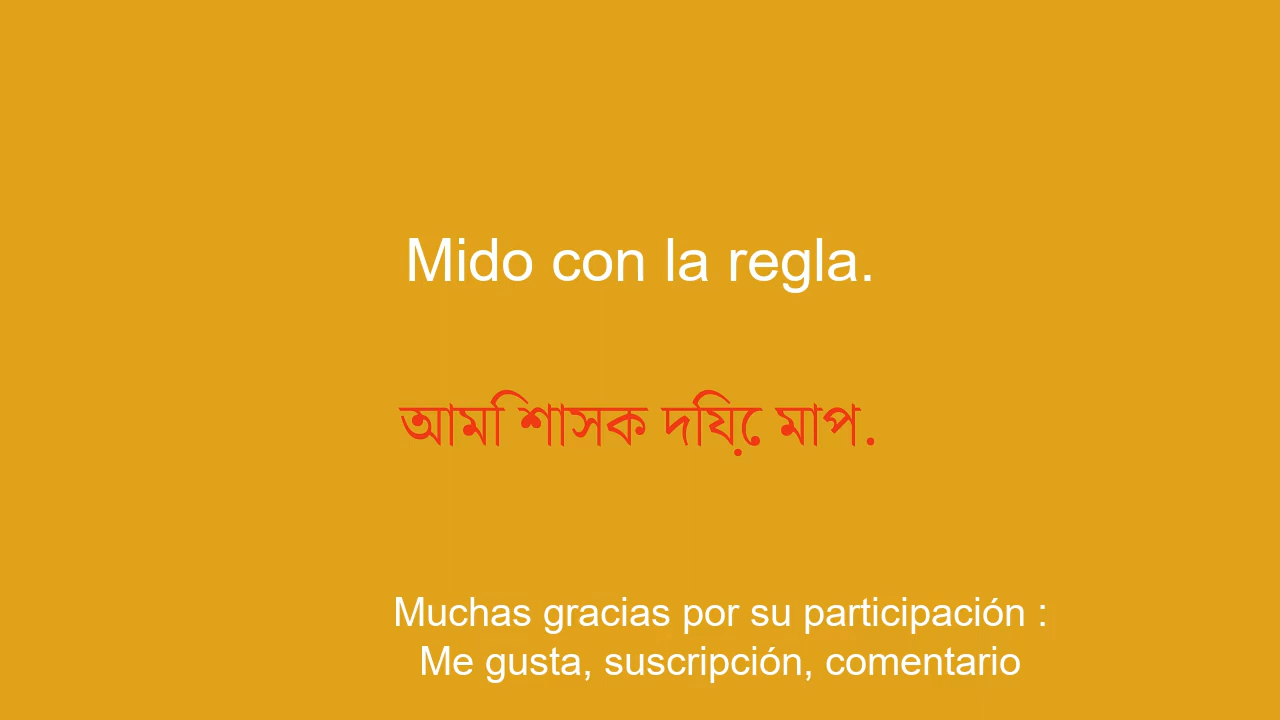 Mido con la regla.
আমি শাসক দিয়ে মাপ.
Muchas gracias por su participación :
Me gusta, suscripción, comentario